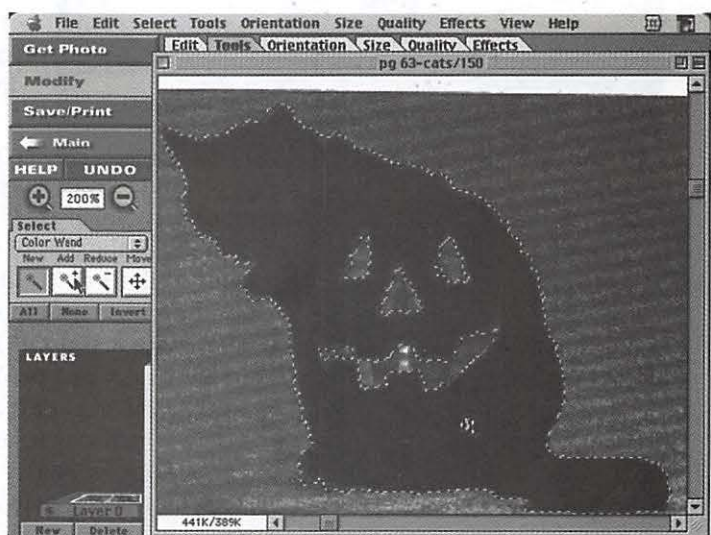 File Edit Select Tools Orientation Size Quality Effects View Help
Get Photo
Edit Tools Orientation Size Quality Effects
pg 63-cats/150
Modify
Save/Print
Main
HELP UNDO
200%
Select
Color Wand
New Add Reduce Move
All None Invert
LAYERS
Layer 0
New Delete
441K/389K